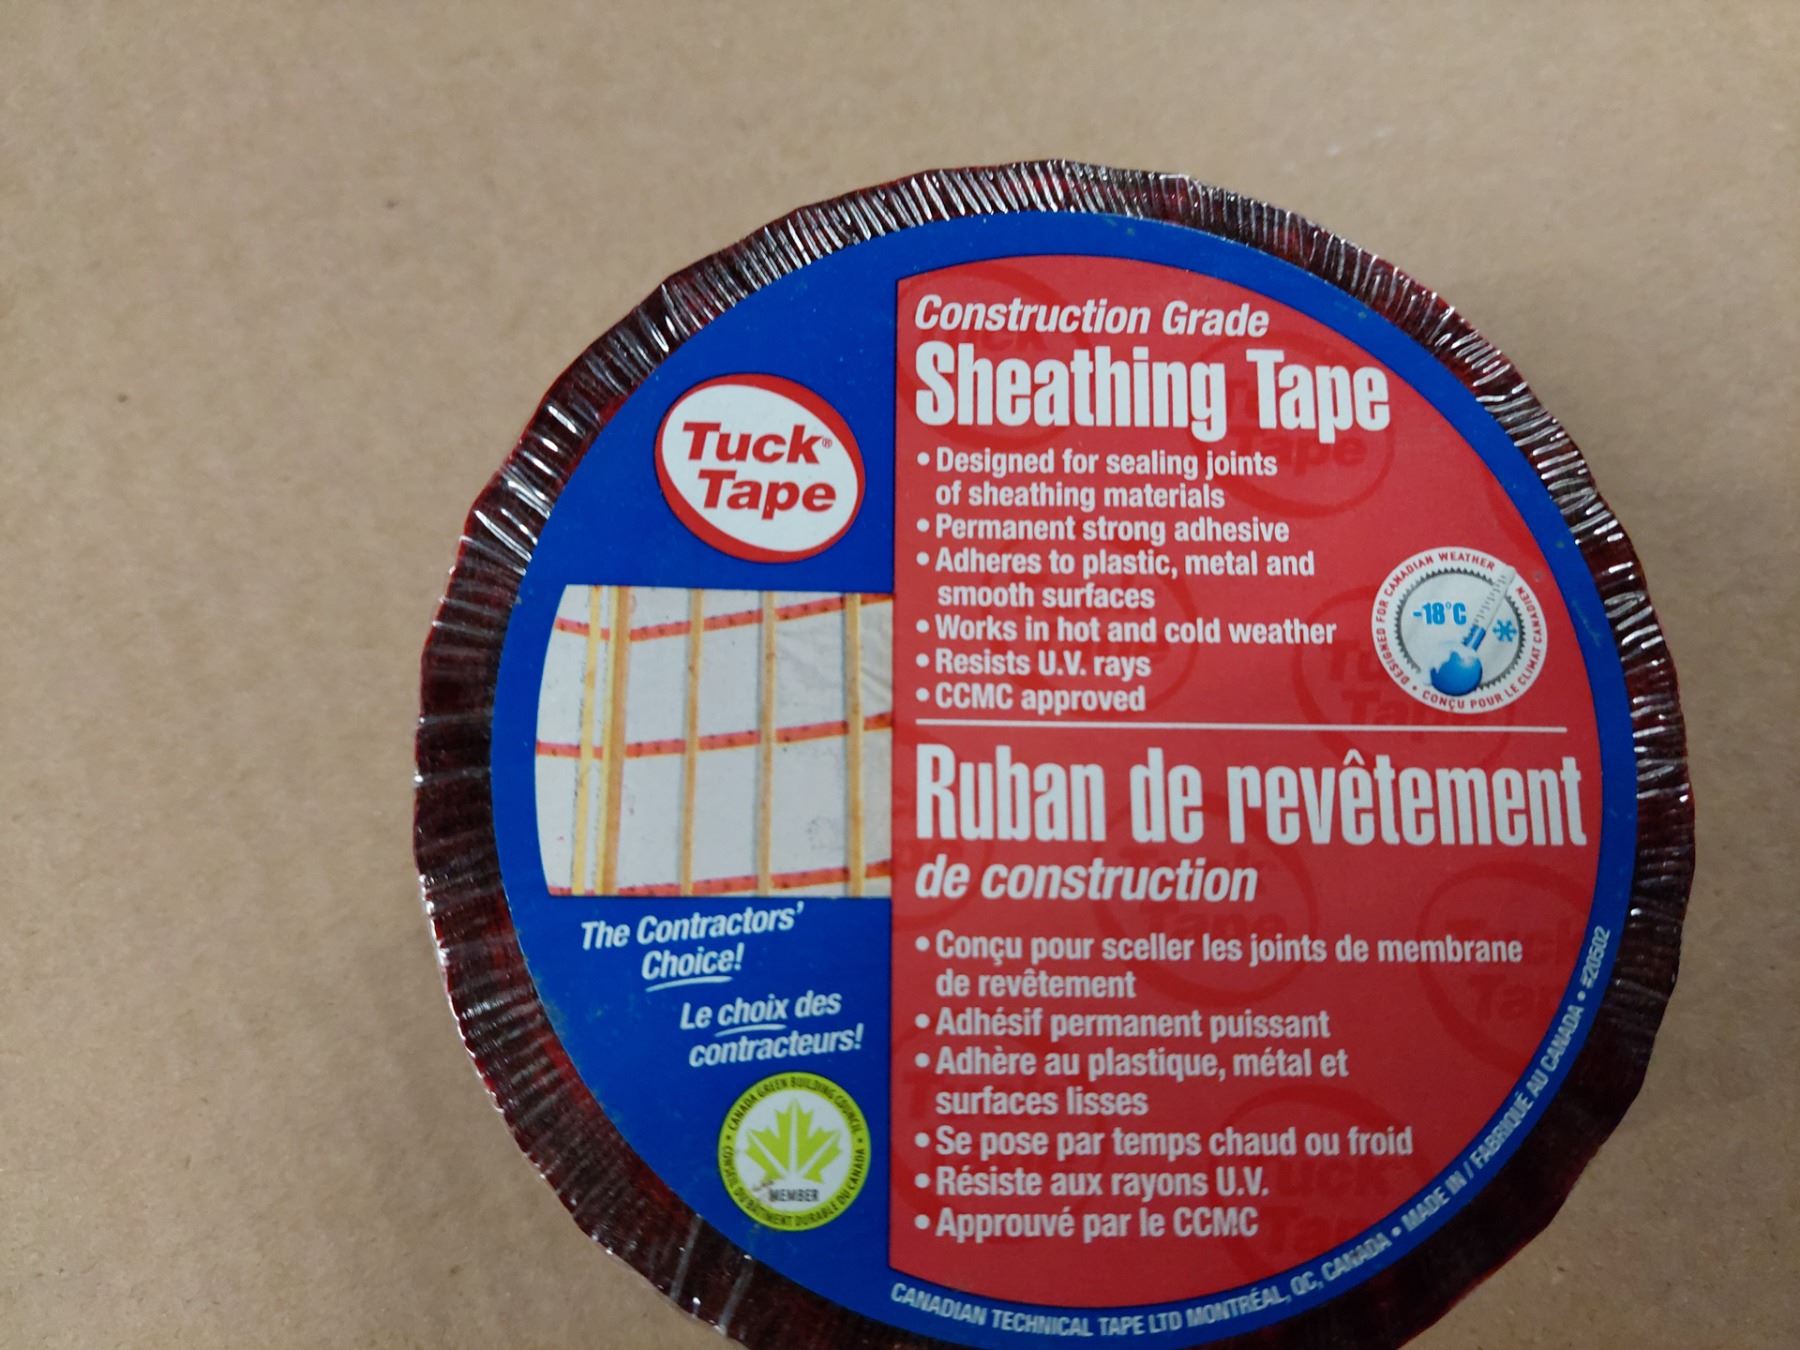 Construction Grade
Sheathing Tape
• Designed for sealing joints
of sheathing materials
• Permanent strong adhesive
• Adheres to plastic, metal and
smooth surfaces
• Works in hot and cold weather
• Resists U.V. rays
• CCMC approved
DESIGNED FOR CANADIAN WEATHER
-18°C
• CONÇU POUR LE CLIMAT CANADIEN
Ruban de revêtement
de construction
• Conçu pour sceller les joints de membrane
de revêtement
• Adhésif permanent puissant
• Adhère au plastique, métal et
surfaces lisses
• Se pose par temps chaud ou froid
• Résiste aux rayons U.V.
• Approuvé par le CCMC
Tuck®
Tape
The Contractors'
Choice!
Le choix des
contracteurs!
• CANADA GREEN BUILDING COUNCIL •
MEMBER
CONSEIL DU BÂTIMENT DURABLE DU CANADA
CANADIAN TECHNICAL TAPE LTD MONTRÉAL, QC, CANADA • MADE IN / FABRIQUÉ AU CANADA • #20502